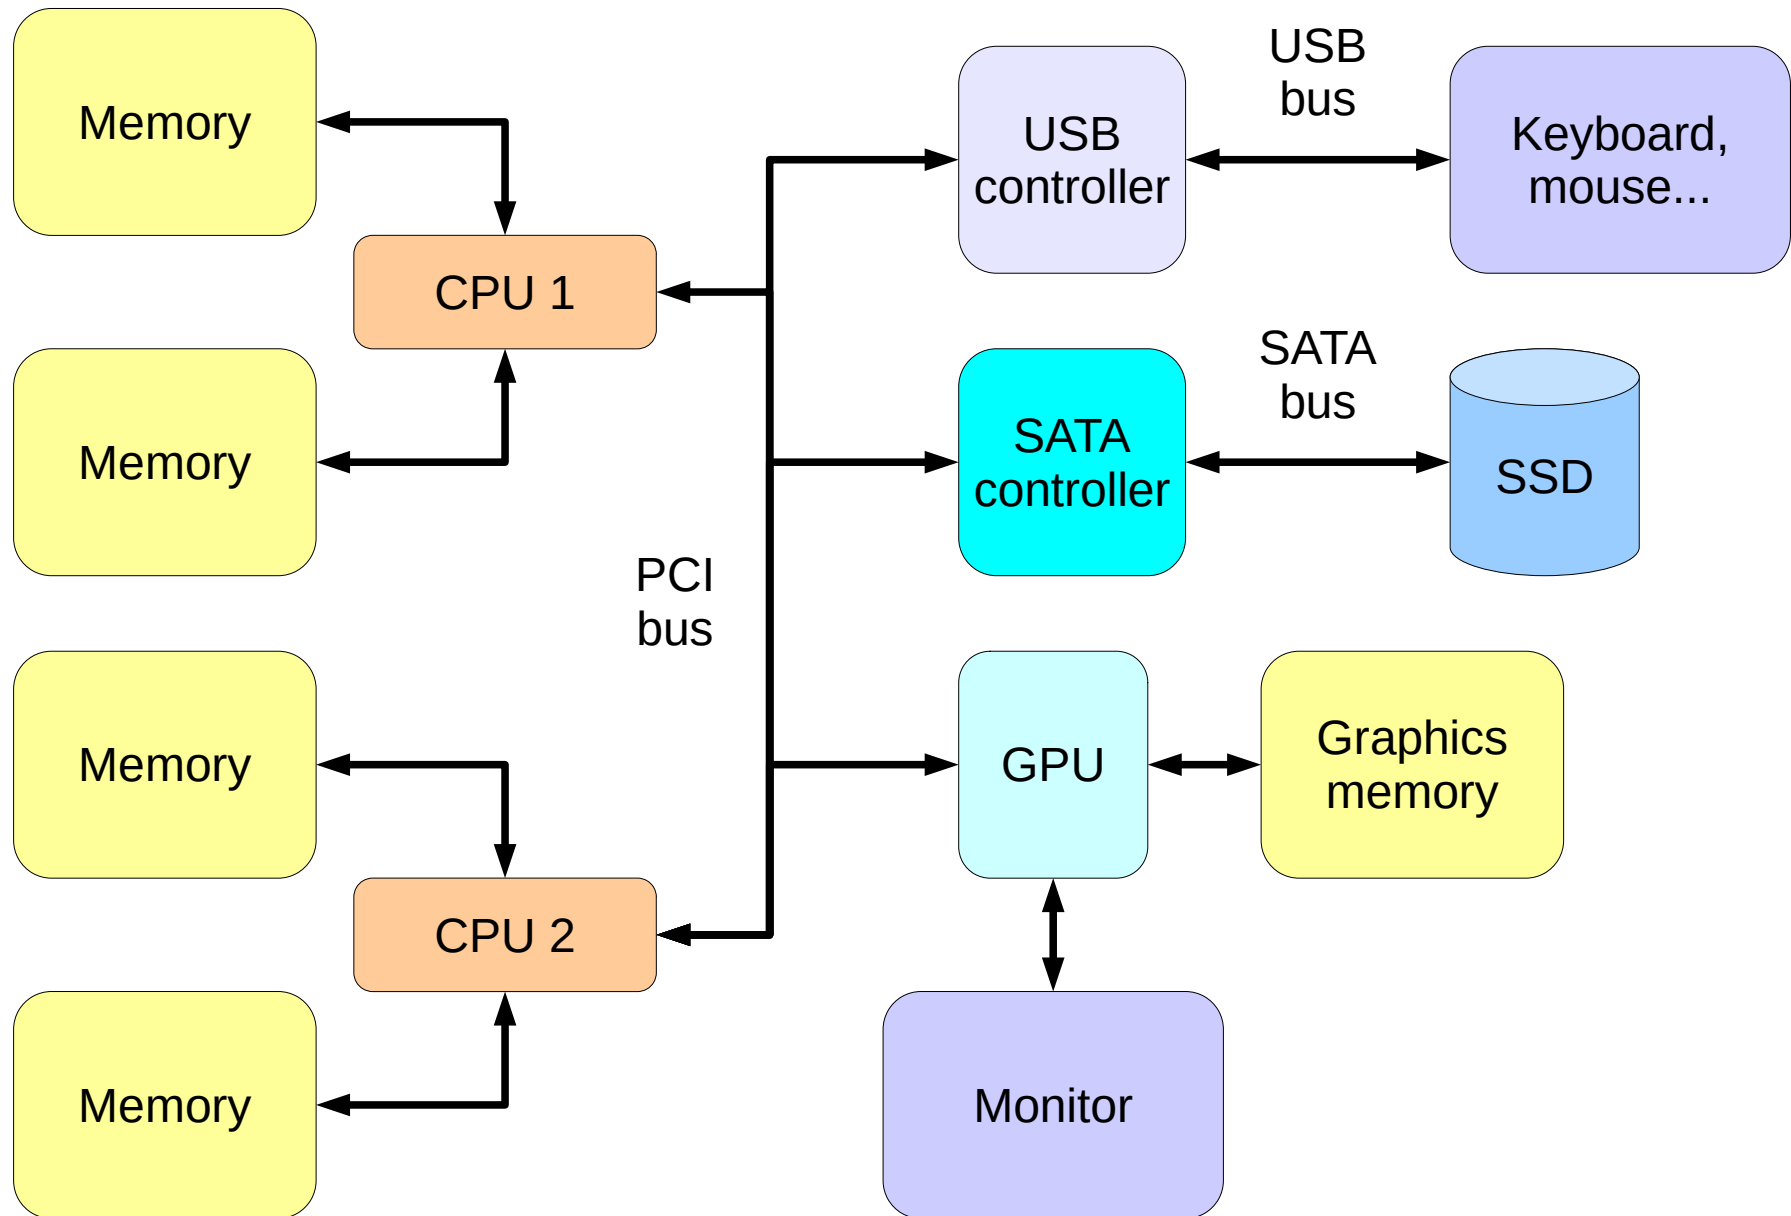 Memory
CPU 1
Memory
Memory
CPU 2
Memory
PCI
bus
USB
controller
USB
bus
Keyboard,
mouse...
SATA
controller
SATA
bus
SSD
GPU
Graphics
memory
Monitor